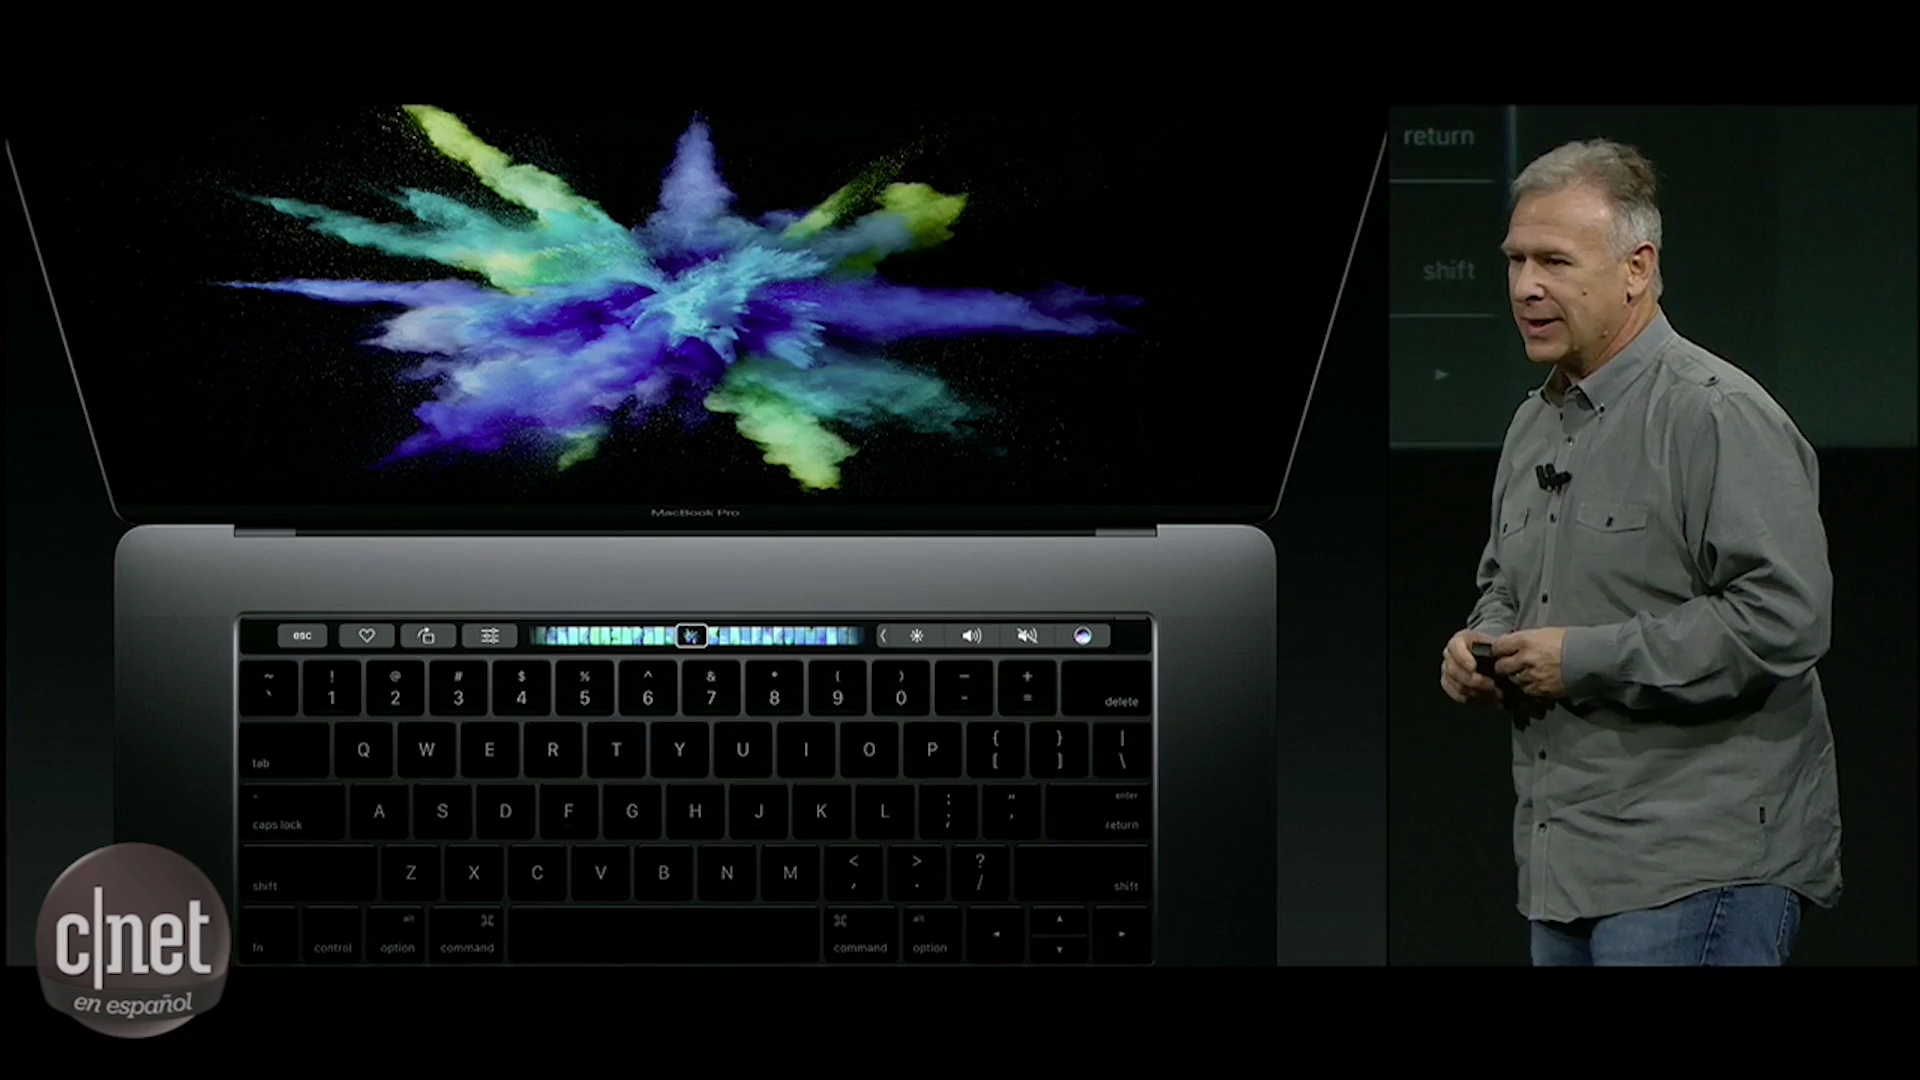 MacBook Pro
return
shift
esc
~ ! @ # $ % ^ & * ( ) — +
` 1 2 3 4 5 6 7 8 9 0 - =
delete
tab Q W E R T Y U I O P { [ } ] | \
caps lock A S D F G H J K L : ; " ' enter return
shift Z X C V B N M < , > . ? / shift
fn control alt option ⌘ command ⌘ command alt option
c|net
en español